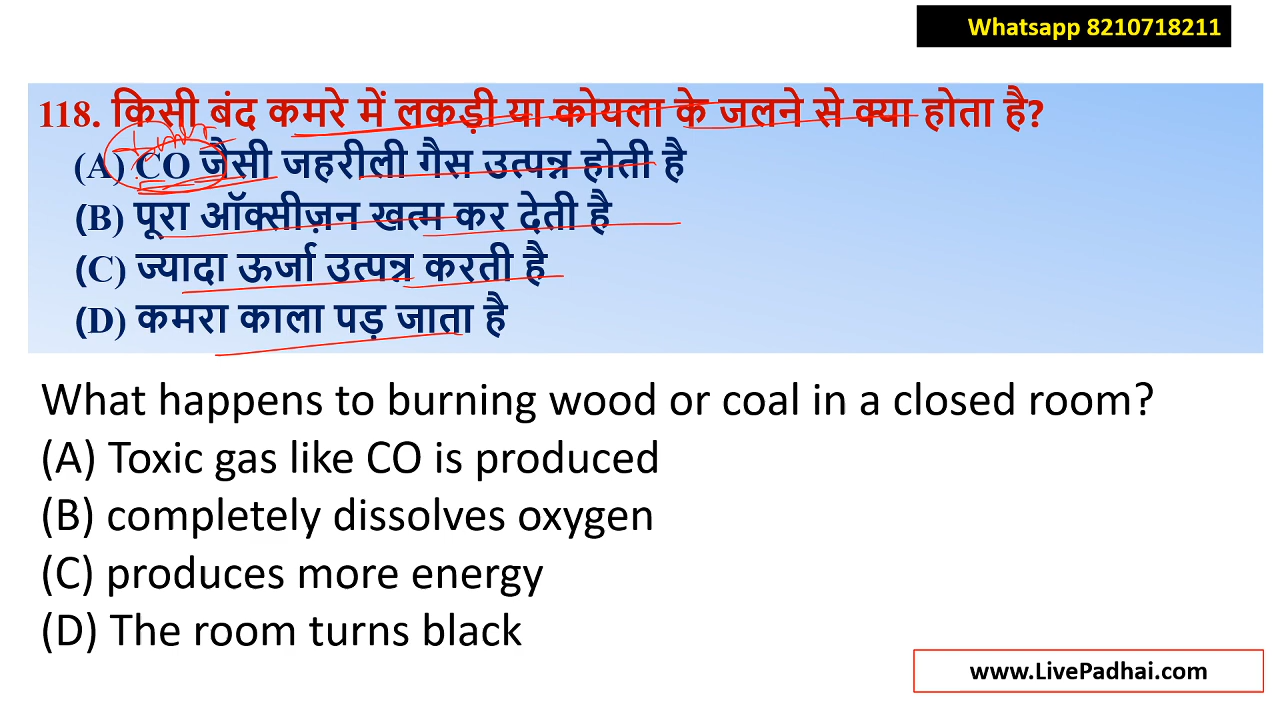 Whatsapp 8210718211
118. किसी बंद कमरे में लकड़ी या कोयला के जलने से क्या होता है?
(A) CO जैसी जहरीली गैस उत्पन्न होती है
(B) पूरा ऑक्सीज़न खत्म कर देती है
(C) ज्यादा ऊर्जा उत्पन्न करती है
(D) कमरा काला पड़ जाता है
What happens to burning wood or coal in a closed room?
(A) Toxic gas like CO is produced
(B) completely dissolves oxygen
(C) produces more energy
(D) The room turns black
www.LivePadhai.com